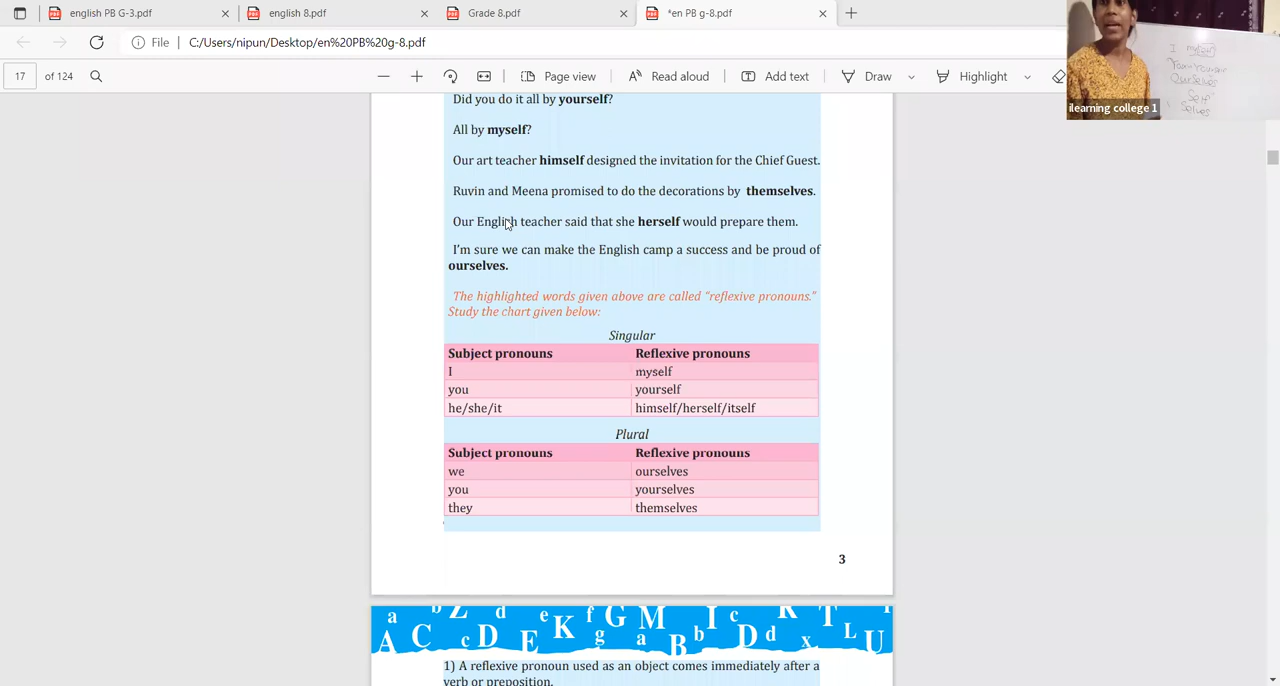 english PB G-3.pdf
english 8.pdf
Grade 8.pdf
*en PB g-8.pdf
File
C:/Users/nipun/Desktop/en%20PB%20g-8.pdf
17 of 124
Page view
Read aloud
Add text
Draw
Highlight
I my
Ourselves
Self
Selves
ilearning college 1
Did you do it all by yourself?
All by myself?
Our art teacher himself designed the invitation for the Chief Guest.
Ruvin and Meena promised to do the decorations by themselves.
Our English teacher said that she herself would prepare them.
I'm sure we can make the English camp a success and be proud of
ourselves.
The highlighted words given above are called "reflexive pronouns."
Study the chart given below:
Singular
Subject pronouns Reflexive pronouns
I myself
you yourself
he/she/it himself/herself/itself
Plural
Subject pronouns Reflexive pronouns
we ourselves
you yourselves
they themselves
3
a b Z d e f G M I c K T
A C c D E K g a B b D d x L U
1) A reflexive pronoun used as an object comes immediately after a
verb or preposition.